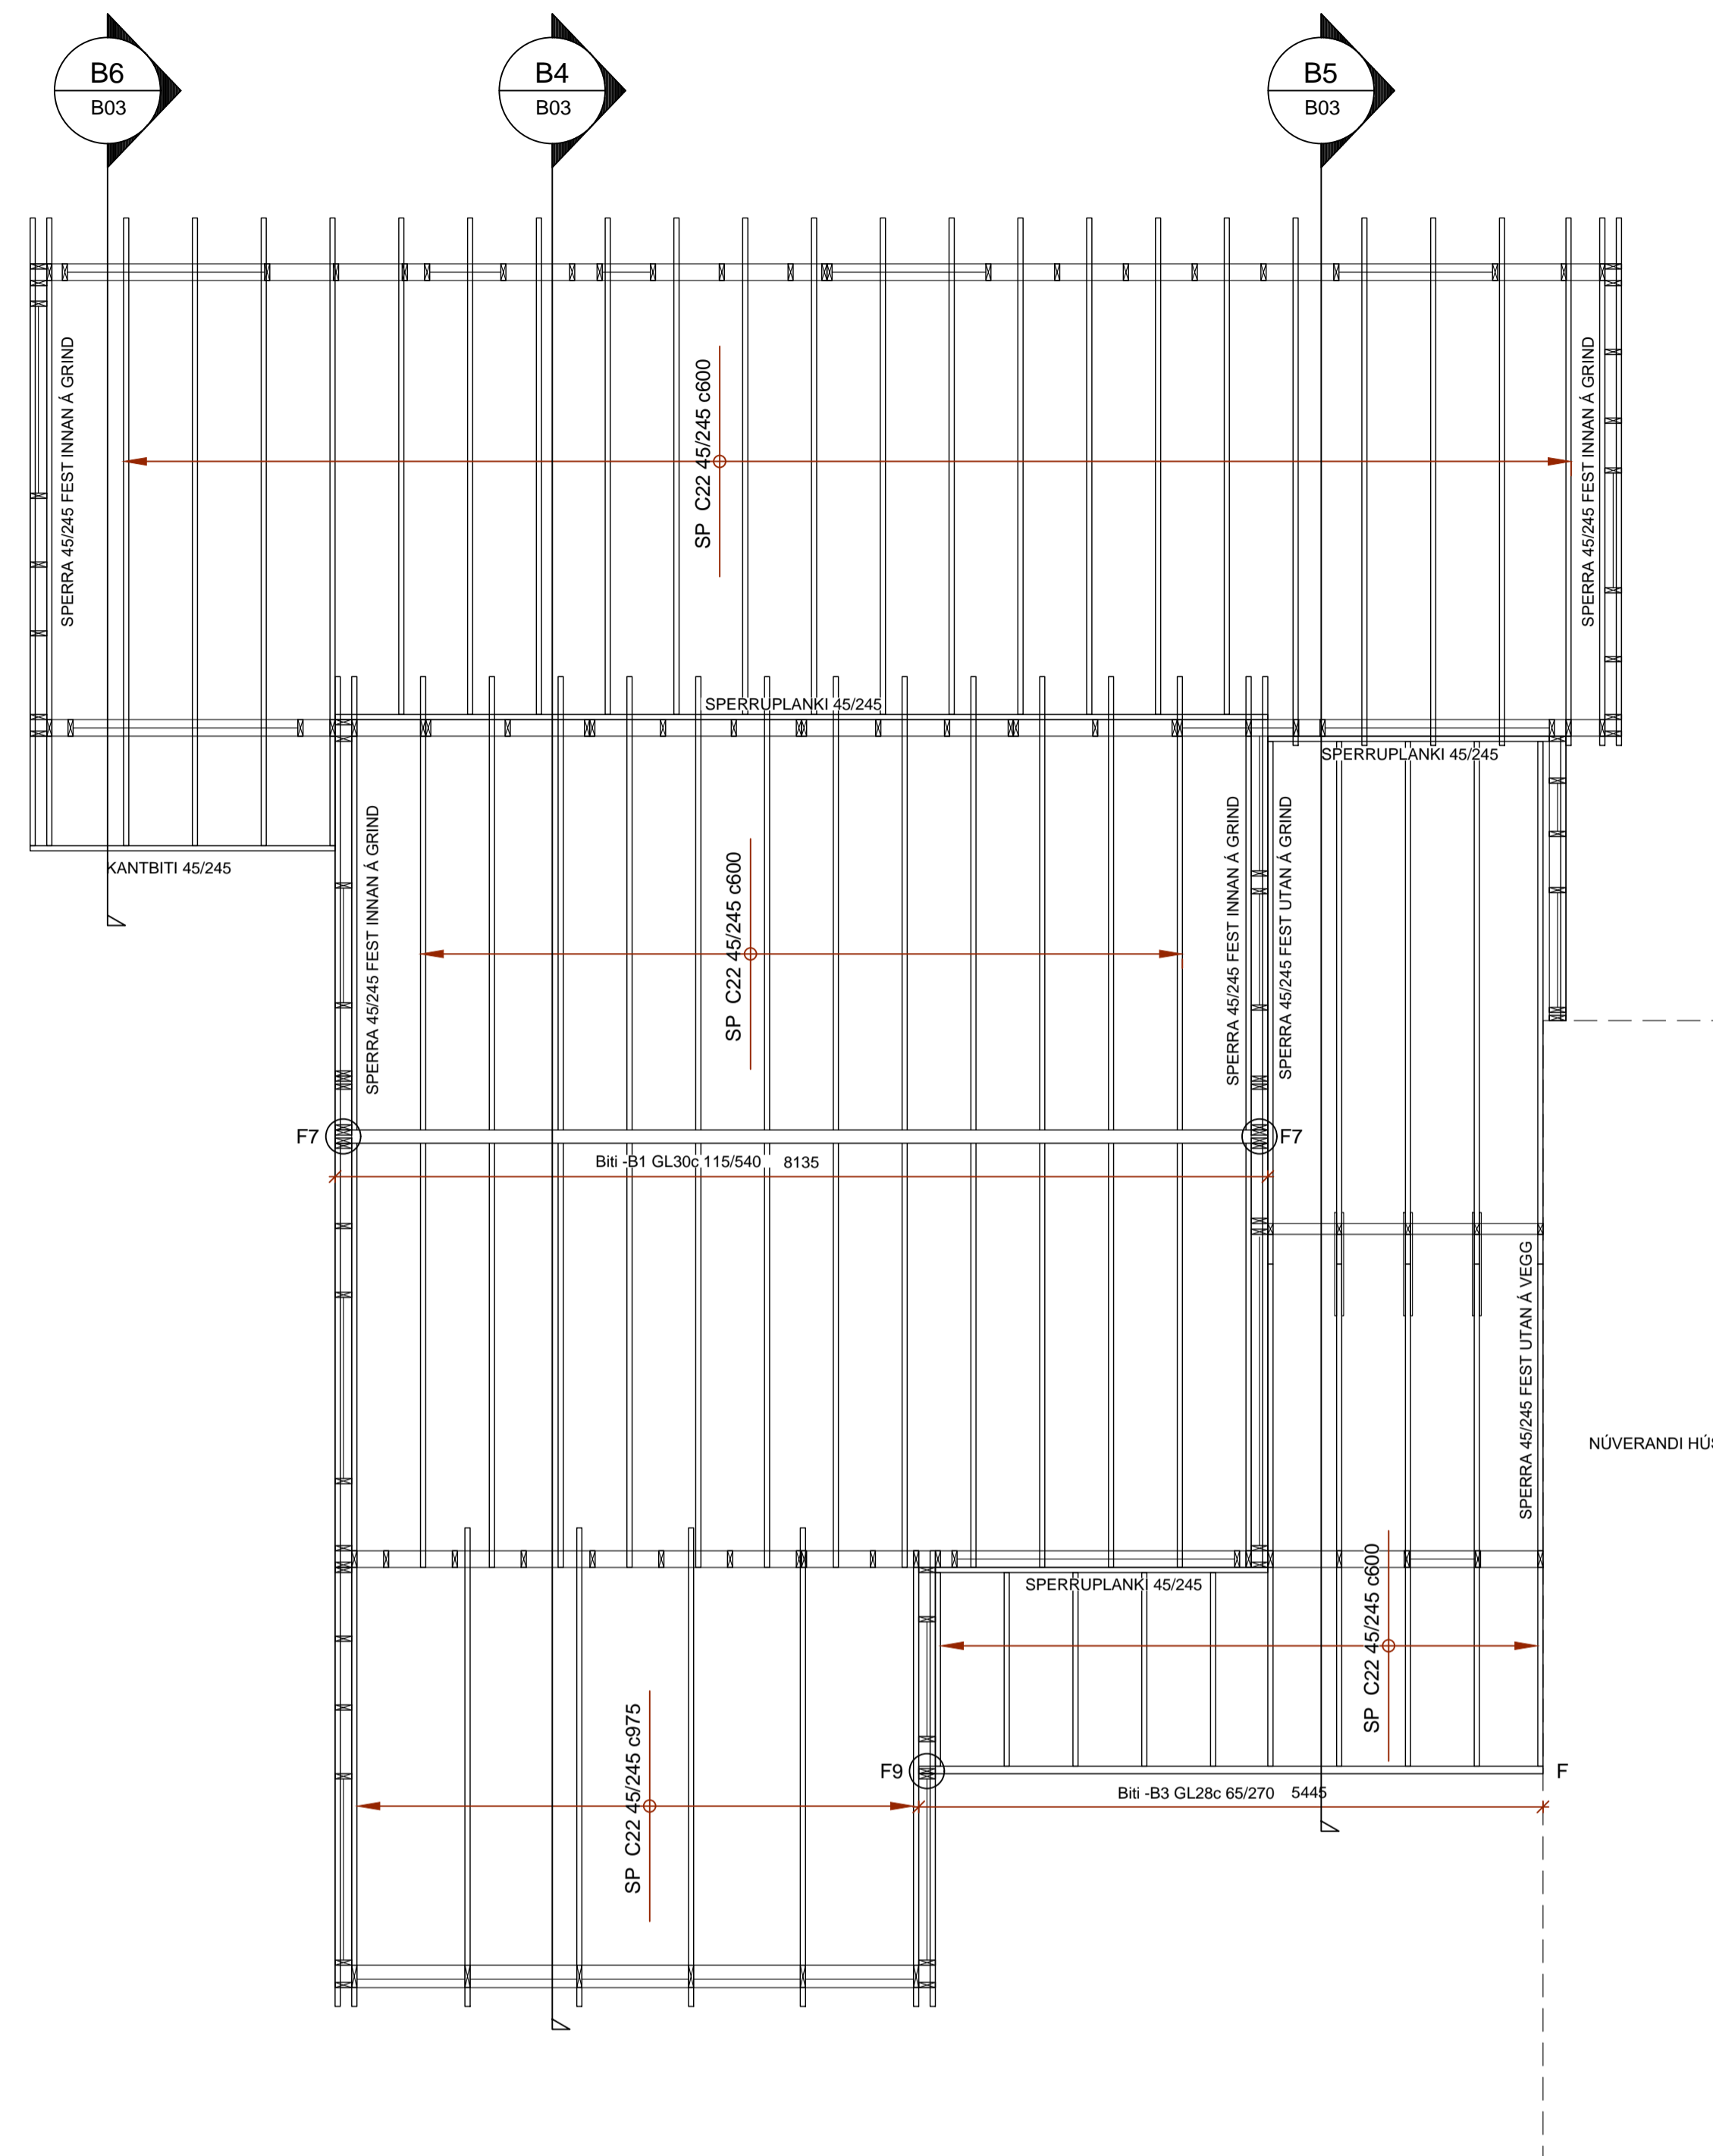 B6
B03
B4
B03
B5
B03
SPERRA 45/245 FEST INNAN Á GRIND
SP C22 45/245 c600
SPERRA 45/245 FEST INNAN Á GRIND
SPERRUPLANKI 45/245
SPERRUPLANKI 45/245
KANTBITI 45/245
SPERRA 45/245 FEST INNAN Á GRIND
SP C22 45/245 c600
SPERRA 45/245 FEST INNAN Á GRIND
SPERRA 45/245 FEST UTAN Á GRIND
F7
F7
Biti -B1 GL30c 115/540 8135
SPERRA 45/245 FEST UTAN Á VEGG
NÚVERANDI
SPERRUPLANKI 45/245
SP C22 45/245 c600
SP C22 45/245 c975
F9
F
Biti -B3 GL28c 65/270 5445